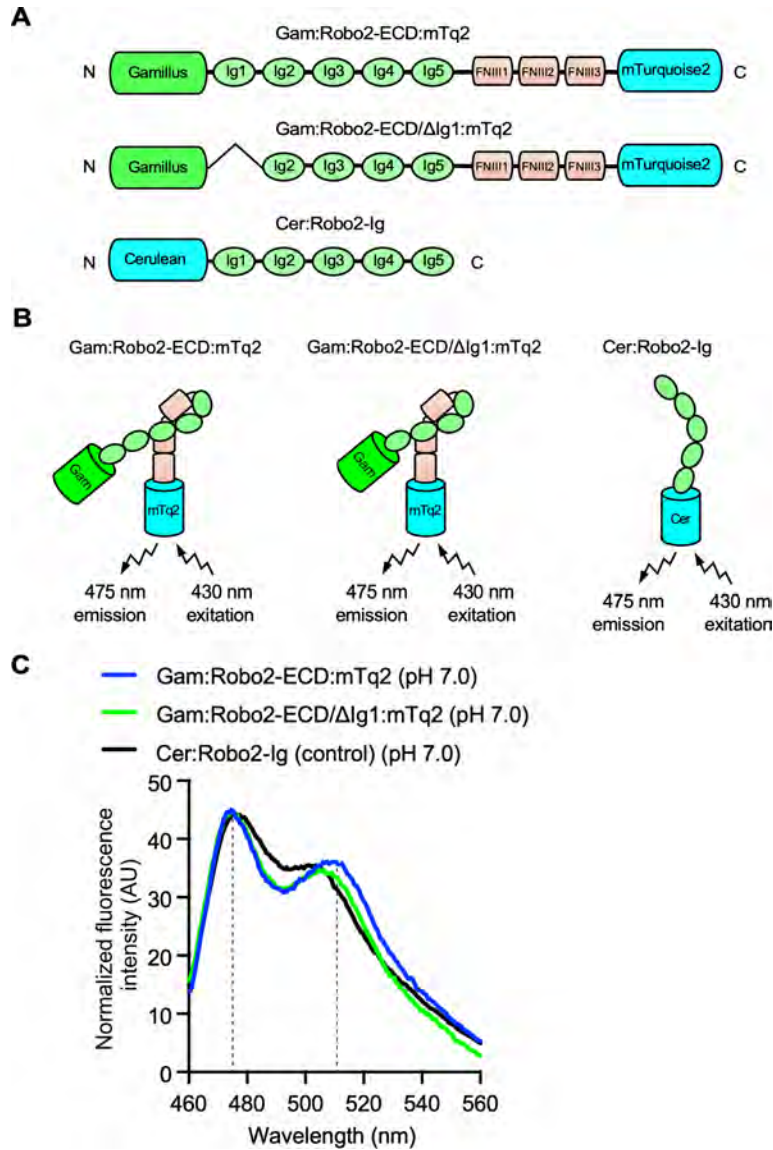 A
Gam:Robo2-ECD:mTq2
N Gamillus Ig1 Ig2 Ig3 Ig4 Ig5 FNIII1 FNIII2 FNIII3 mTurquoise2 C
Gam:Robo2-ECD/ΔIg1:mTq2
N Gamillus Ig2 Ig3 Ig4 Ig5 FNIII1 FNIII2 FNIII3 mTurquoise2 C
Cer:Robo2-Ig
N Cerulean Ig1 Ig2 Ig3 Ig4 Ig5 C
B
Gam:Robo2-ECD:mTq2 Gam:Robo2-ECD/ΔIg1:mTq2 Cer:Robo2-Ig
Gam Gam
mTq2 mTq2 Cer
475 nm 430 nm 475 nm 430 nm 475 nm 430 nm
emission exitation emission exitation emission exitation
C
Gam:Robo2-ECD:mTq2 (pH 7.0)
Gam:Robo2-ECD/ΔIg1:mTq2 (pH 7.0)
Cer:Robo2-Ig (control) (pH 7.0)
Normalized fluorescence
intensity (AU)
50
40
30
20
10
0
460 480 500 520 540 560
Wavelength (nm)